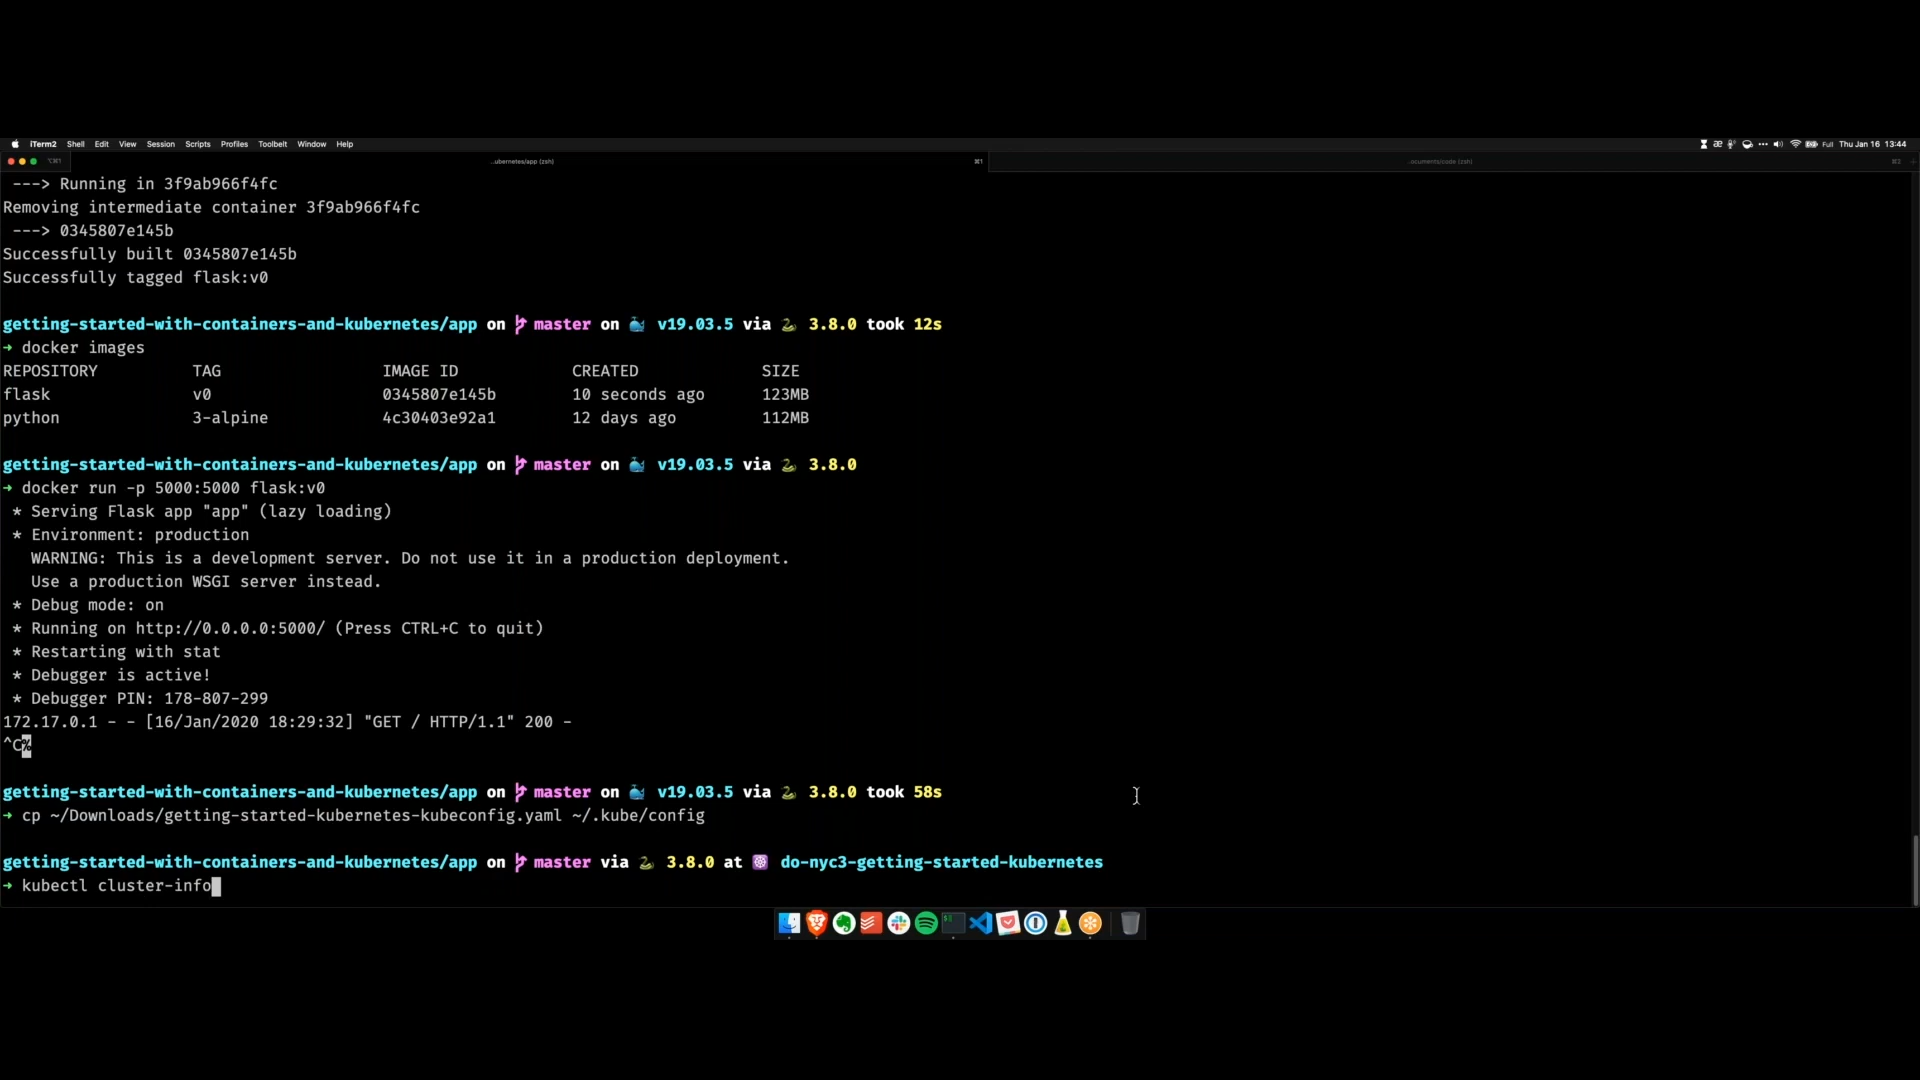 iTerm2 Shell Edit View Session Scripts Profiles Toolbelt Window Help
Full Thu Jan 16 13:44
..ubernetes/app (zsh) ⌘1 ..ocuments/code (zsh) ⌘2
---> Running in 3f9ab966f4fc
Removing intermediate container 3f9ab966f4fc
---> 0345807e145b
Successfully built 0345807e145b
Successfully tagged flask:v0
getting-started-with-containers-and-kubernetes/app on master on 🐳 v19.03.5 via 🐍 3.8.0 took 12s
➜ docker images
REPOSITORY TAG IMAGE ID CREATED SIZE
flask v0 0345807e145b 10 seconds ago 123MB
python 3-alpine 4c30403e92a1 12 days ago 112MB
getting-started-with-containers-and-kubernetes/app on master on 🐳 v19.03.5 via 🐍 3.8.0
➜ docker run -p 5000:5000 flask:v0
* Serving Flask app "app" (lazy loading)
* Environment: production
WARNING: This is a development server. Do not use it in a production deployment.
Use a production WSGI server instead.
* Debug mode: on
* Running on http://0.0.0.0:5000/ (Press CTRL+C to quit)
* Restarting with stat
* Debugger is active!
* Debugger PIN: 178-807-299
172.17.0.1 - - [16/Jan/2020 18:29:32] "GET / HTTP/1.1" 200 -
^C%
getting-started-with-containers-and-kubernetes/app on master on 🐳 v19.03.5 via 🐍 3.8.0 took 58s
➜ cp ~/Downloads/getting-started-kubernetes-kubeconfig.yaml ~/.kube/config
getting-started-with-containers-and-kubernetes/app on master via 🐍 3.8.0 at do-nyc3-getting-started-kubernetes
➜ kubectl cluster-info